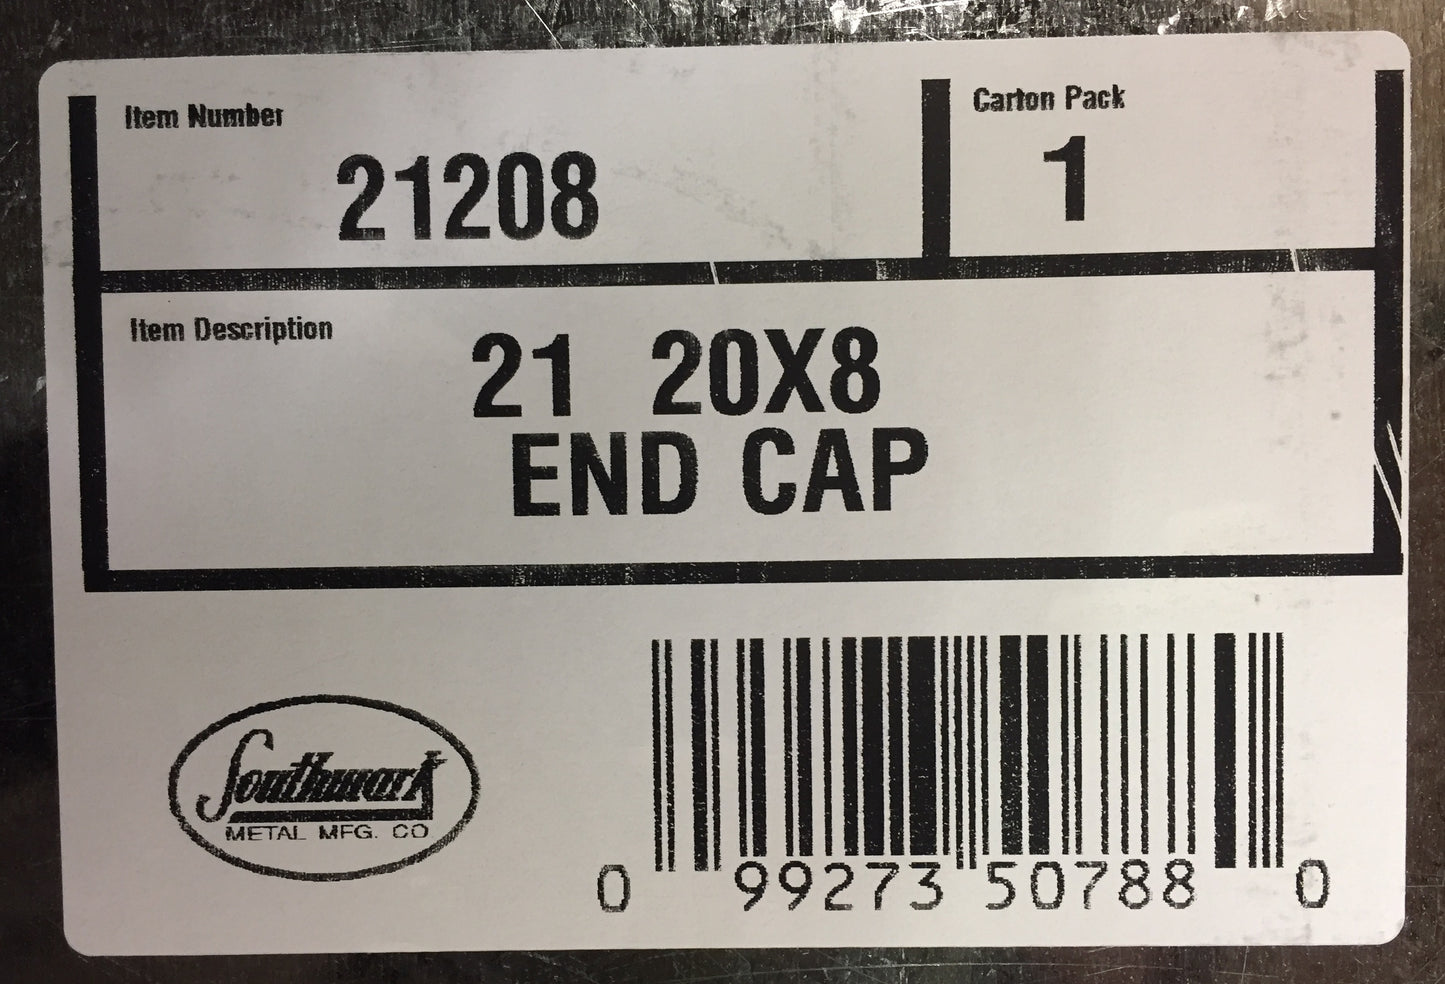 Item Number
21208
Carton Pack
1
Item Description
21 20X8
END CAP
Southwark
METAL MFG. CO
0 99273 50788 0